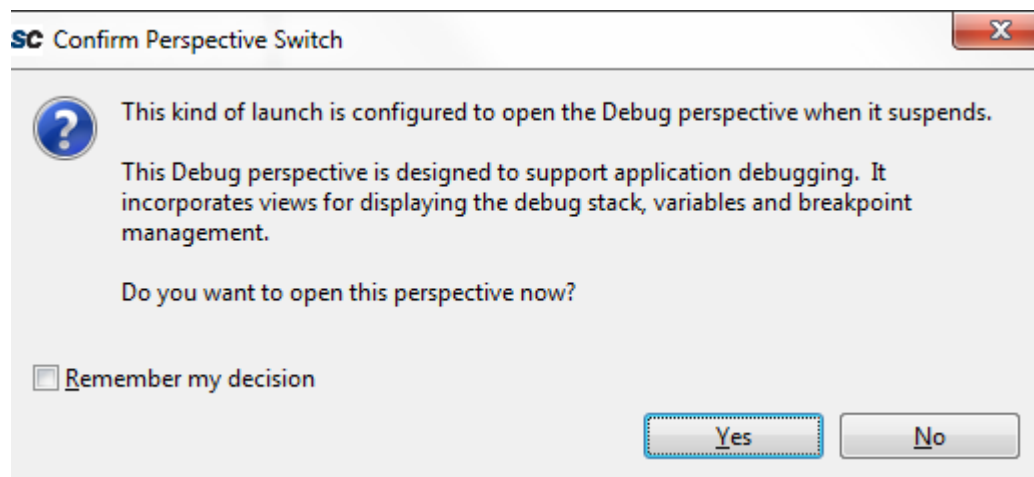 SC Confirm Perspective Switch
This kind of launch is configured to open the Debug perspective when it suspends.
This Debug perspective is designed to support application debugging. It
incorporates views for displaying the debug stack, variables and breakpoint
management.
Do you want to open this perspective now?
Remember my decision
Yes No